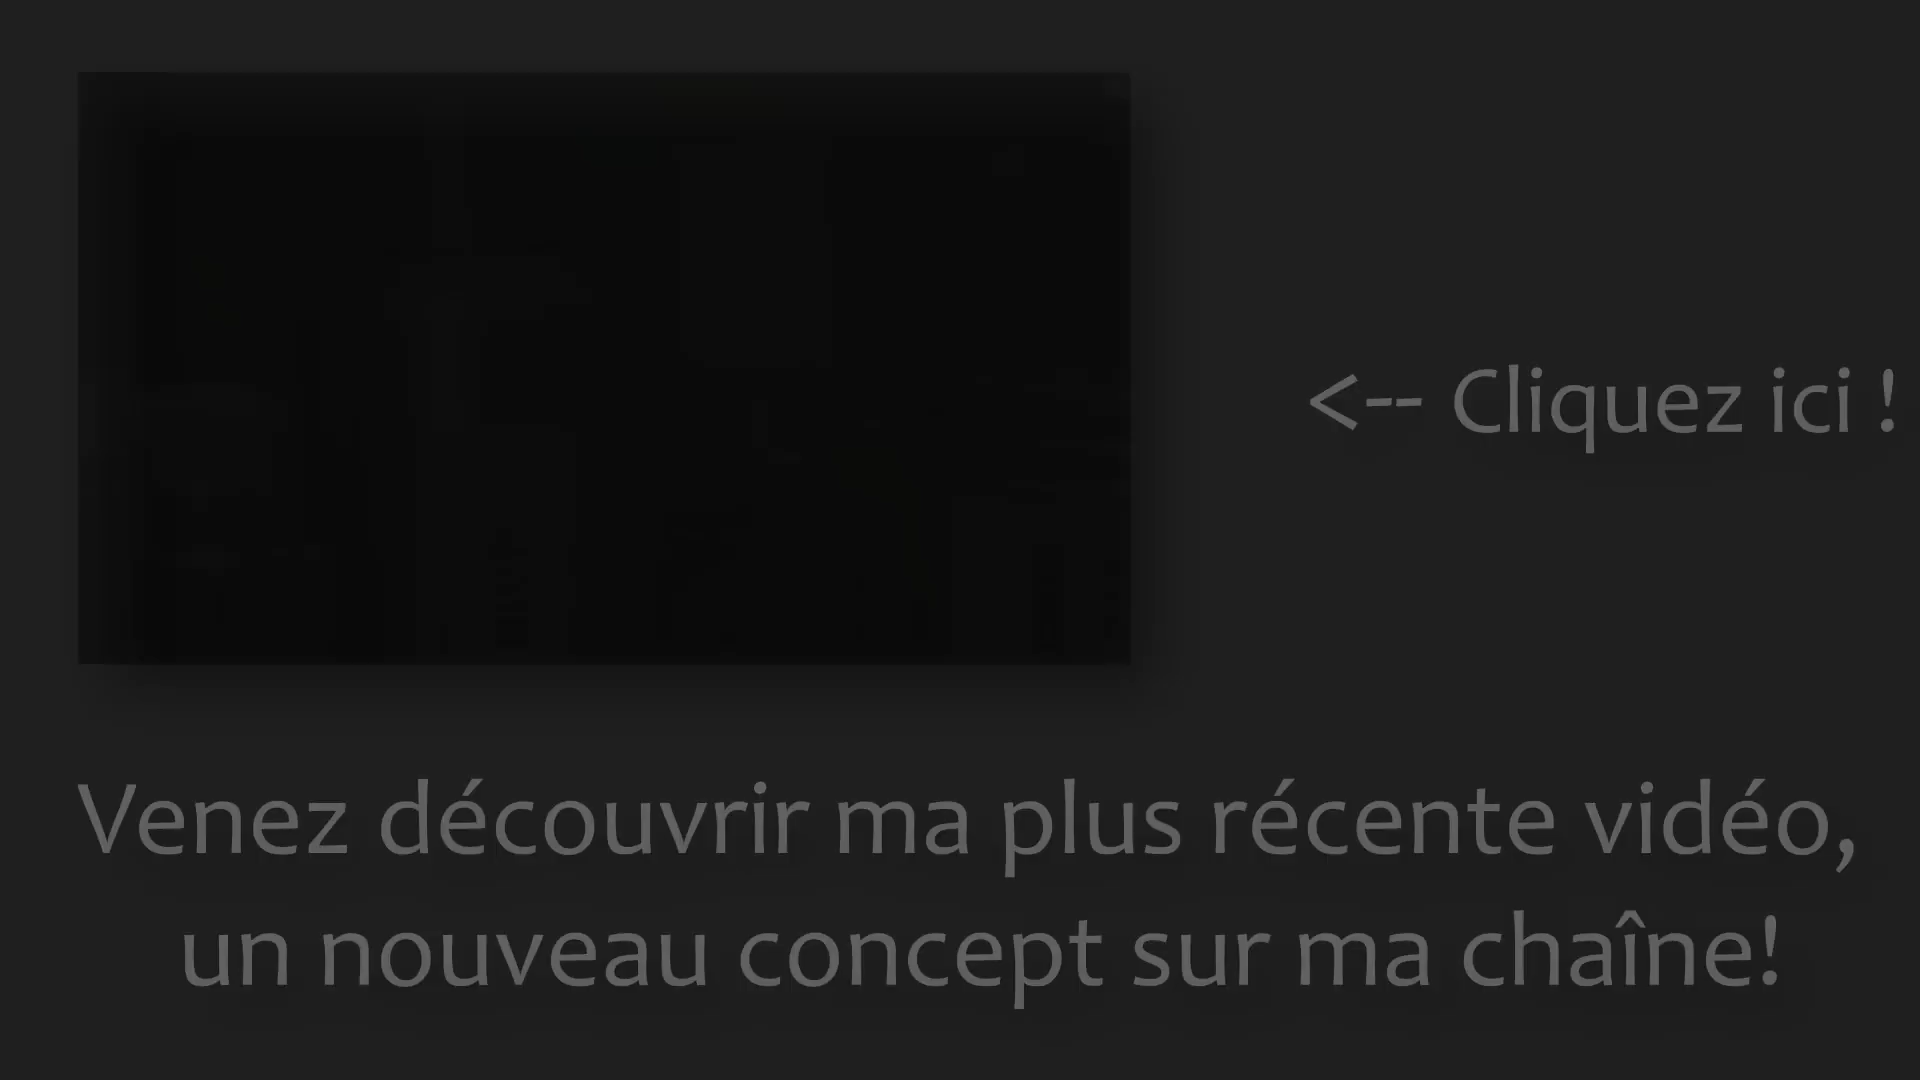 <-- Cliquez ici !
Venez découvrir ma plus récente vidéo,
un nouveau concept sur ma chaîne!